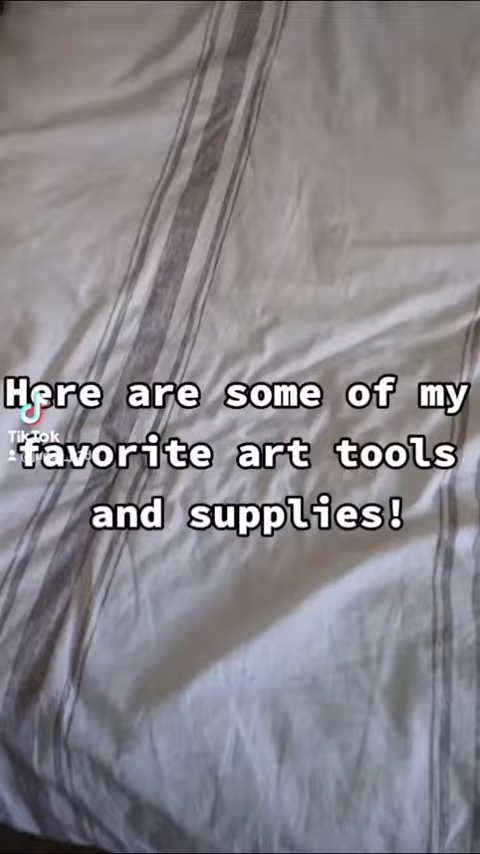 Here are some of my
favorite art tools
and supplies!
TikTok